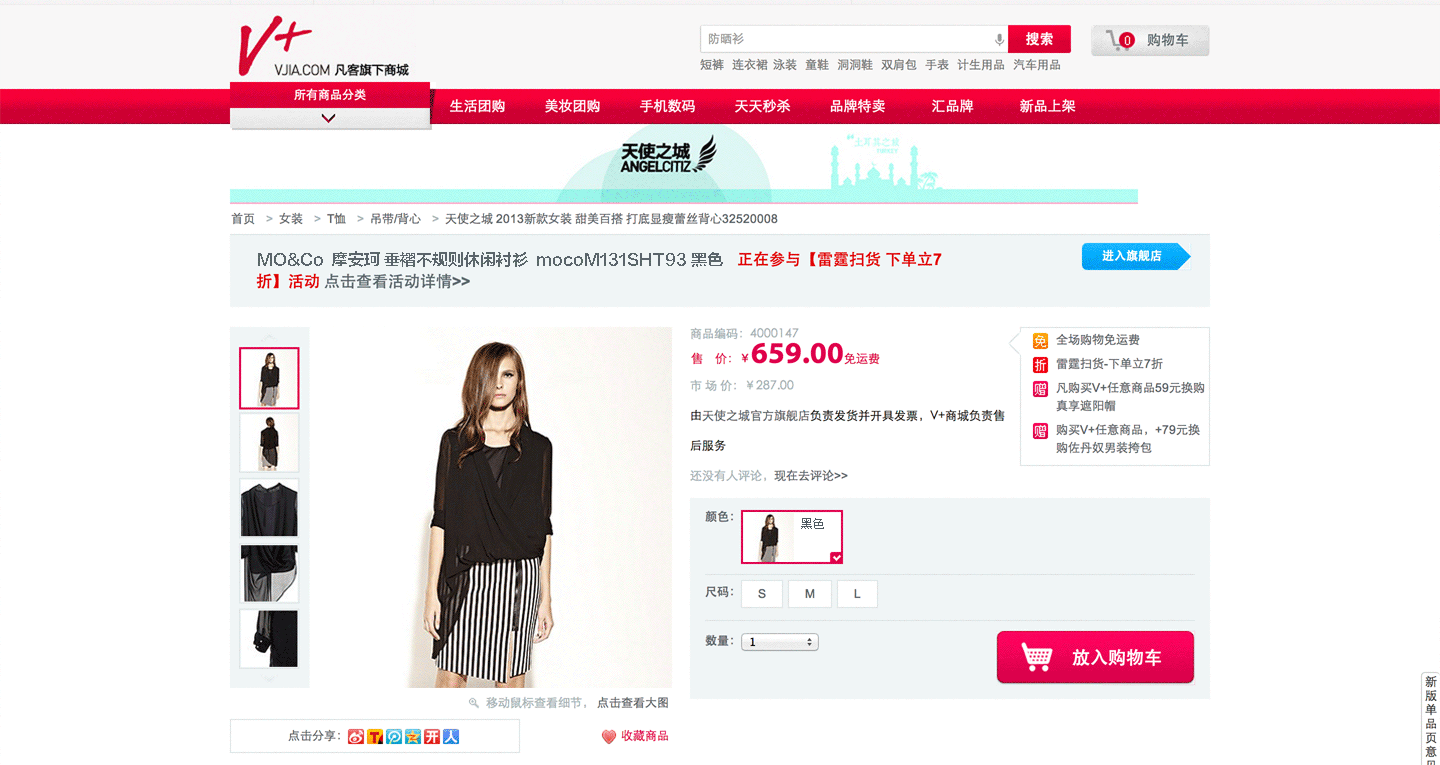 V+
VJIA.COM 凡客旗下商城
防晒衫
搜索
0 购物车
短裤 连衣裙 泳装 童鞋 洞洞鞋 双肩包 手表 计生用品 汽车用品
所有商品分类
生活团购 美妆团购 手机数码 天天秒杀 品牌特卖 汇品牌 新品上架
天使之城
ANGELCITIZ
土耳其之城
TURKEY
首页 > 女装 > T恤 > 吊带/背心 > 天使之城 2013新款女装 甜美百搭 打底显瘦蕾丝背心32520008
MO&Co 摩安珂 垂褶不规则休闲衬衫 mocoM131SHT93 黑色 正在参与【雷霆扫货 下单立7
折】活动 点击查看活动详情>>
进入旗舰店
商品编码：4000147
售 价：￥659.00免运费
市 场 价：￥287.00
由天使之城官方旗舰店负责发货并开具发票，V+商城负责售
后服务
还没有人评论，现在去评论>>
免 全场购物免运费
折 雷霆扫货-下单立7折
赠 凡购买V+任意商品59元换购
真享遮阳帽
赠 购买V+任意商品，+79元换
购佐丹奴男装挎包
颜色： 黑色
尺码： S M L
数量： 1
放入购物车
移动鼠标查看细节， 点击查看大图
点击分享： 开 人
收藏商品
新版单品页意见